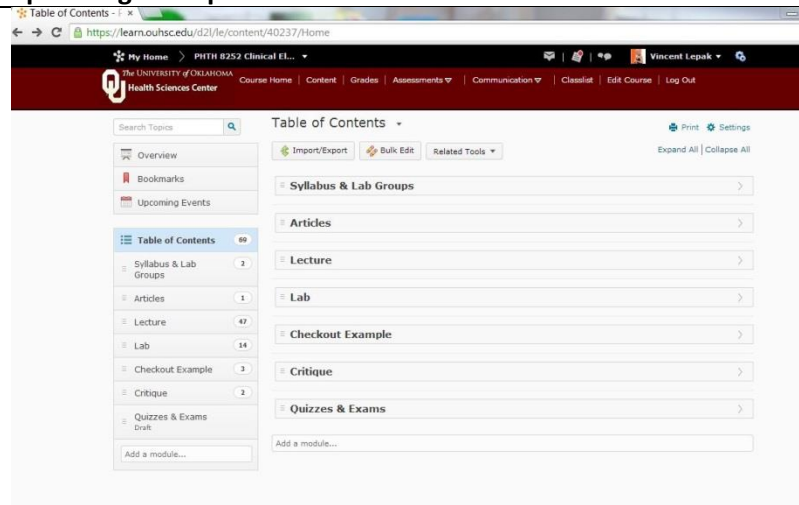 Table of Contents -
https://learn.ouhsc.edu/d2l/le/content/40237/Home
My Home > PHTH 8252 Clinical El...
Vincent Lepak
The UNIVERSITY of OKLAHOMA
Health Sciences Center
Course Home | Content | Grades | Assessments | Communication | Classlist | Edit Course | Log Out
Search Topics
Table of Contents
Print Settings
Import/Export Bulk Edit Related Tools
Expand All | Collapse All
Overview
Bookmarks
Upcoming Events
Table of Contents 69
Syllabus & Lab
Groups
2
Articles 1
Lecture 47
Lab 14
Checkout Example 3
Critique 2
Quizzes & Exams
Draft
Add a module...
Syllabus & Lab Groups
Articles
Lecture
Lab
Checkout Example
Critique
Quizzes & Exams
Add a module...